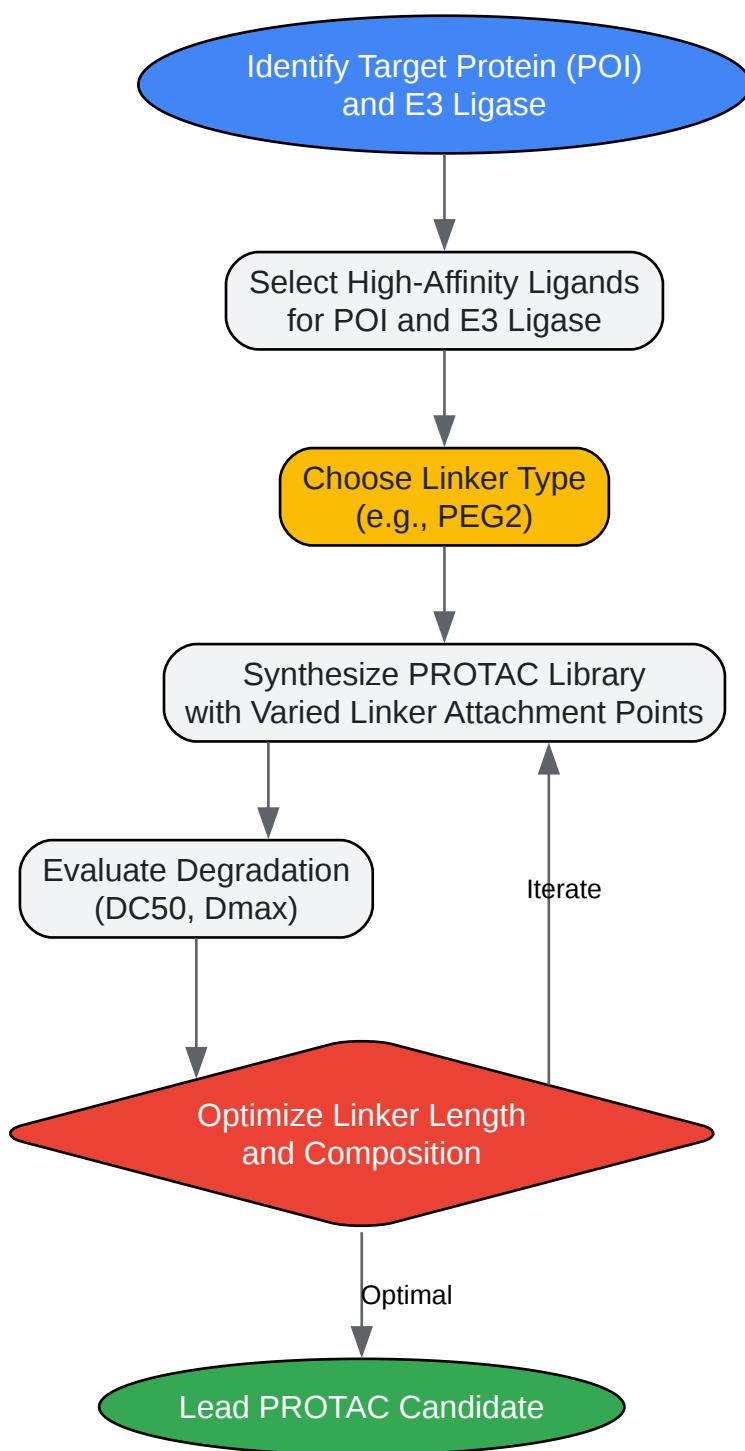 Identify Target Protein (POI)
and E3 Ligase
Select High-Affinity Ligands
for POI and E3 Ligase
Choose Linker Type
(e.g., PEG2)
Synthesize PROTAC Library
with Varied Linker Attachment Points
Evaluate Degradation
(DC50, Dmax)
Iterate
Optimize Linker Length
and Composition
Optimal
Lead PROTAC Candidate